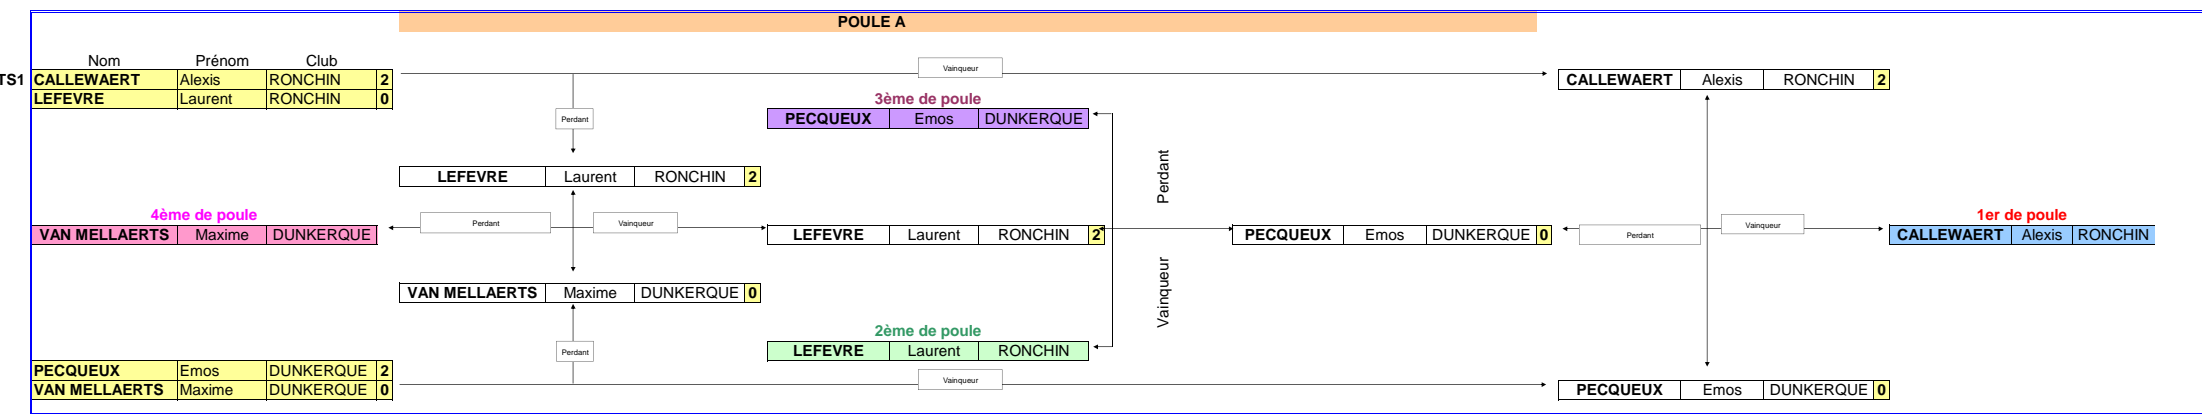 POULE A
Nom Prénom Club
TS1 CALLEWAERT Alexis RONCHIN 2
Vainqueur
CALLEWAERT Alexis RONCHIN 2
LEFEVRE Laurent RONCHIN 0
3ème de poule
PECQUEUX Emos DUNKERQUE
Perdant
Perdant
LEFEVRE Laurent RONCHIN 2
4ème de poule
1er de poule
VAN MELLAERTS Maxime DUNKERQUE
Perdant
Vainqueur
LEFEVRE Laurent RONCHIN 2
PECQUEUX Emos DUNKERQUE 0
Perdant
Vainqueur
CALLEWAERT Alexis RONCHIN
Vainqueur
VAN MELLAERTS Maxime DUNKERQUE 0
2ème de poule
LEFEVRE Laurent RONCHIN
Perdant
PECQUEUX Emos DUNKERQUE 2
Vainqueur
VAN MELLAERTS Maxime DUNKERQUE 0
PECQUEUX Emos DUNKERQUE 0